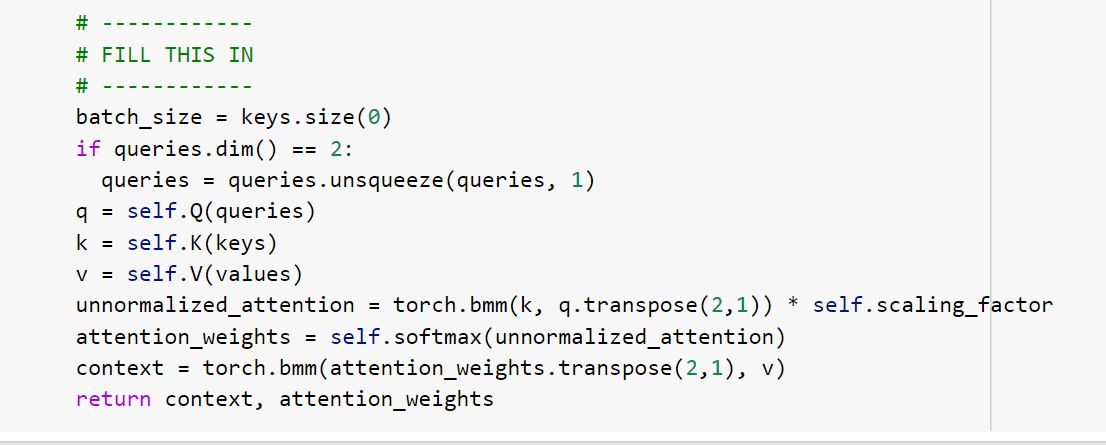 # ------------
# FILL THIS IN
# ------------
batch_size = keys.size(0)
if queries.dim() == 2:
  queries = queries.unsqueeze(queries, 1)
q = self.Q(queries)
k = self.K(keys)
v = self.V(values)
unnormalized_attention = torch.bmm(k, q.transpose(2,1)) * self.scaling_factor
attention_weights = self.softmax(unnormalized_attention)
context = torch.bmm(attention_weights.transpose(2,1), v)
return context, attention_weights